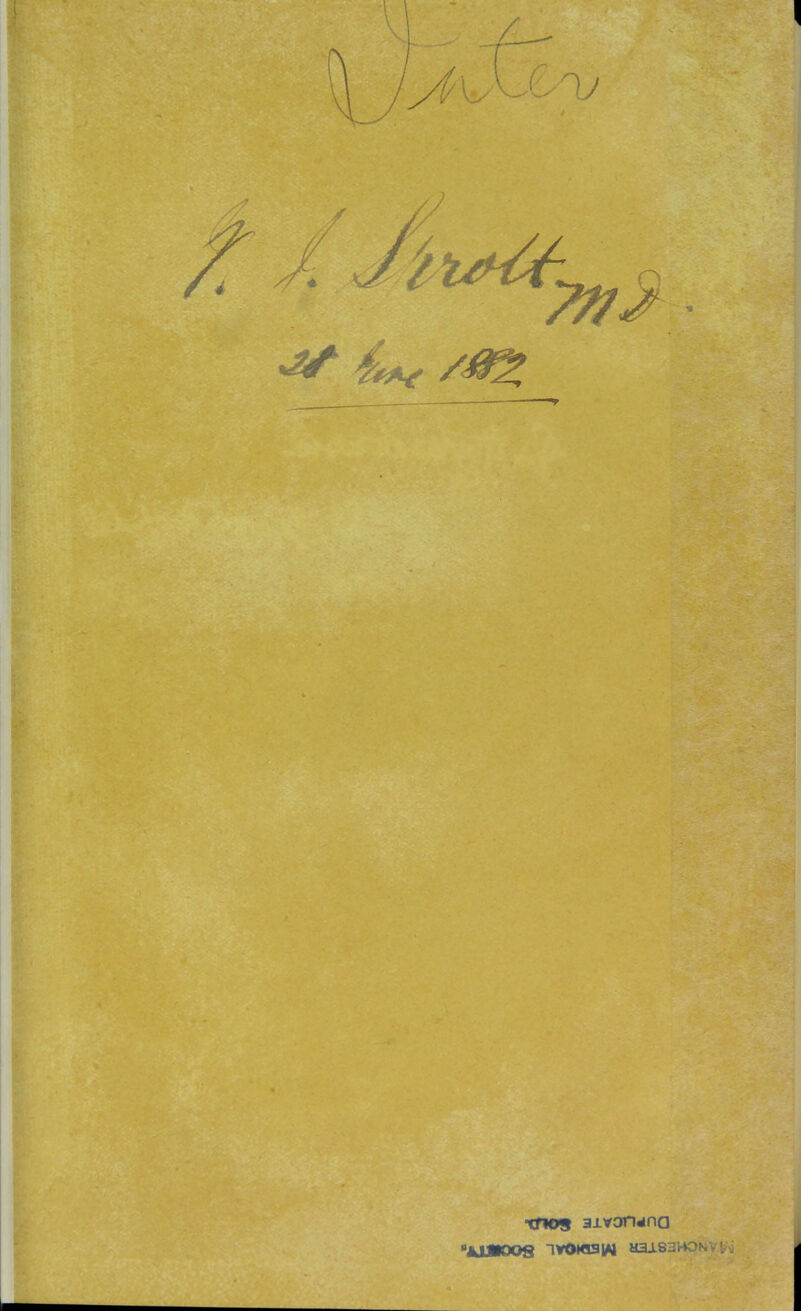 Inter
M.D.
28 June 1882
MANCHESTER MEDICAL SOCIETY,
DUPLICATE SOLD.